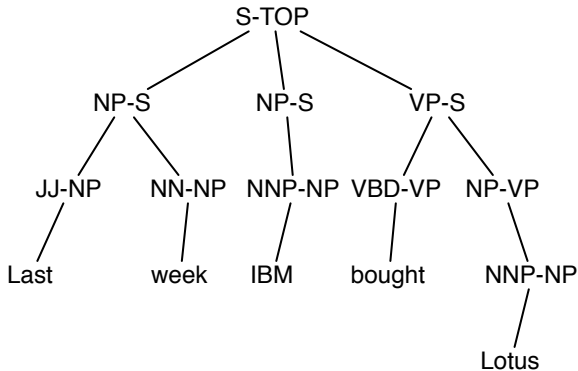 S-TOP
NP-S NP-S VP-S
JJ-NP NN-NP NNP-NP VBD-VP NP-VP
Last week IBM bought NNP-NP
Lotus